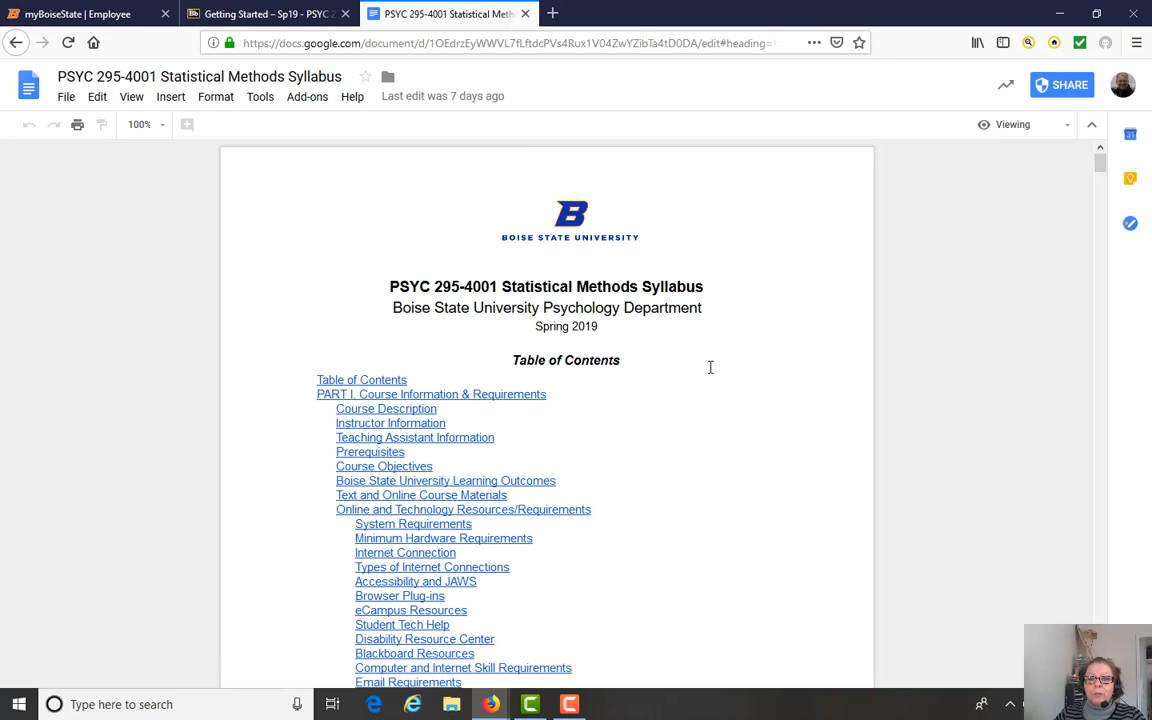 myBoiseState | Employee
Getting Started – Sp19 - PSYC 2
PSYC 295-4001 Statistical Meth
https://docs.google.com/document/d/1OEdrzEyWWVL7fLftdcPVs4Rux1V04ZwYZibTa4tD0DA/edit#heading=
PSYC 295-4001 Statistical Methods Syllabus
File Edit View Insert Format Tools Add-ons Help Last edit was 7 days ago
SHARE
100%
Viewing
31
B
BOISE STATE UNIVERSITY
PSYC 295-4001 Statistical Methods Syllabus
Boise State University Psychology Department
Spring 2019
Table of Contents
Table of Contents
PART I. Course Information & Requirements
Course Description
Instructor Information
Teaching Assistant Information
Prerequisites
Course Objectives
Boise State University Learning Outcomes
Text and Online Course Materials
Online and Technology Resources/Requirements
System Requirements
Minimum Hardware Requirements
Internet Connection
Types of Internet Connections
Accessibility and JAWS
Browser Plug-ins
eCampus Resources
Student Tech Help
Disability Resource Center
Blackboard Resources
Computer and Internet Skill Requirements
Email Requirements
Type here to search